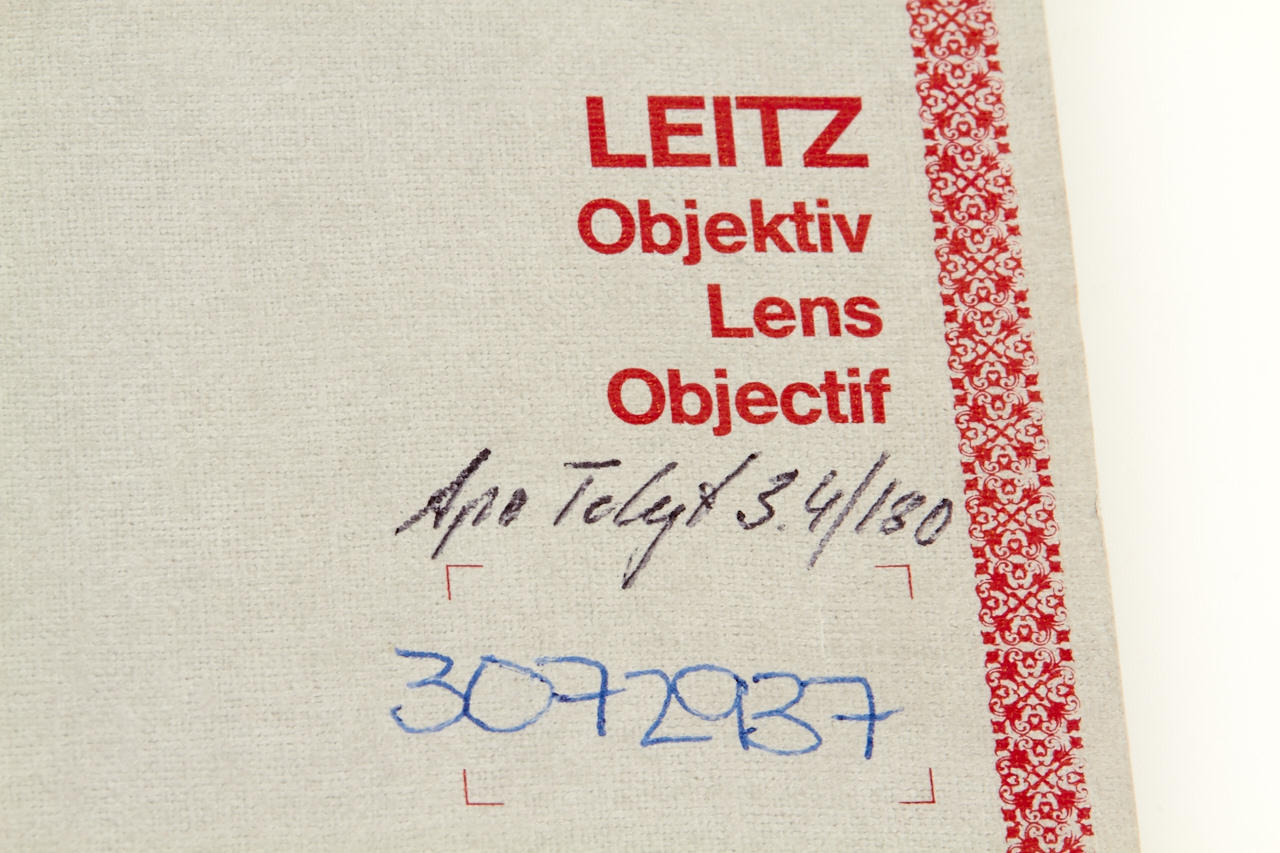 LEITZ
Objektiv
Lens
Objectif
Apo Telyt 3.4/180
3072937